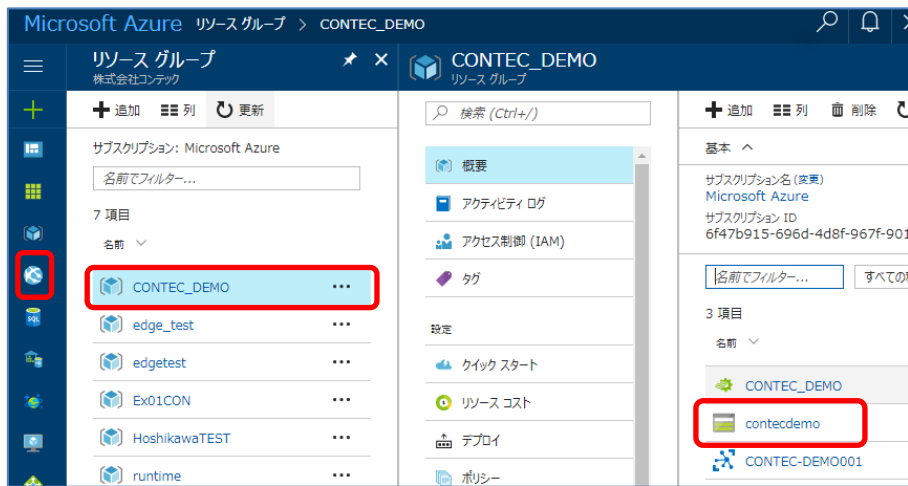 Microsoft Azure リソース グループ > CONTEC_DEMO
リソース グループ
株式会社コンテック
追加 列 更新
サブスクリプション: Microsoft Azure
名前でフィルター...
7 項目
名前
CONTEC_DEMO
edge_test
edgetest
Ex01CON
HoshikawaTEST
runtime
CONTEC_DEMO
リソース グループ
検索 (Ctrl+/)
概要
アクティビティ ログ
アクセス制御 (IAM)
タグ
設定
クイック スタート
リソース コスト
デプロイ
ポリシー
追加 列 削除
基本
サブスクリプション名 (変更)
Microsoft Azure
サブスクリプション ID
6f47b915-696d-4d8f-967f-901
名前でフィルター... すべての
3 項目
名前
CONTEC_DEMO
contecdemo
CONTEC-DEMO001
SQL